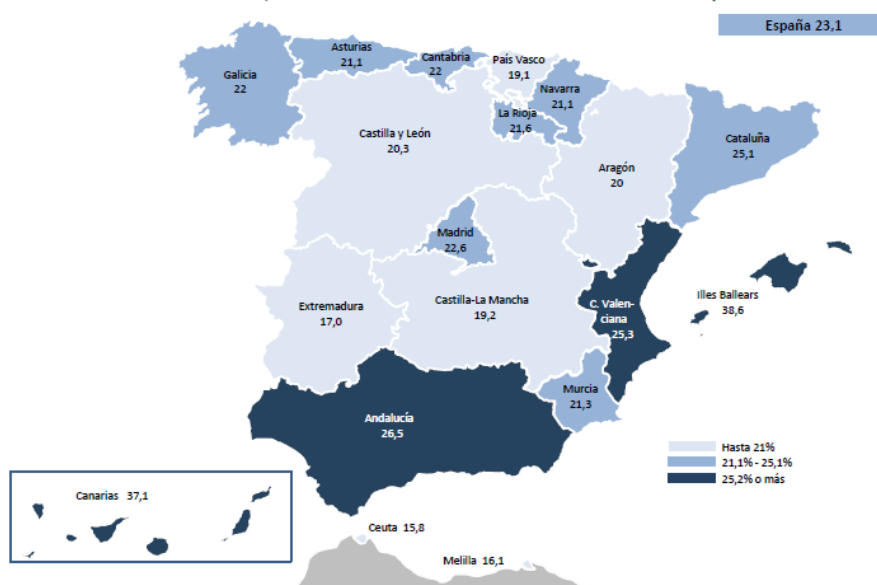 España 23,1
Asturias
21,1
Cantabria
22
País Vasco
19,1
Galicia
22
Navarra
21,1
La Rioja
21,6
Castilla y León
20,3
Cataluña
25,1
Aragón
20
Madrid
22,6
Illes Ballears
38,6
Castilla-La Mancha
19,2
C. Valen-
ciana
25,3
Extremadura
17,0
Murcia
21,3
Andalucía
26,5
Hasta 21%
21,1% - 25,1%
25,2% o más
Canarias 37,1
Ceuta 15,8
Melilla 16,1